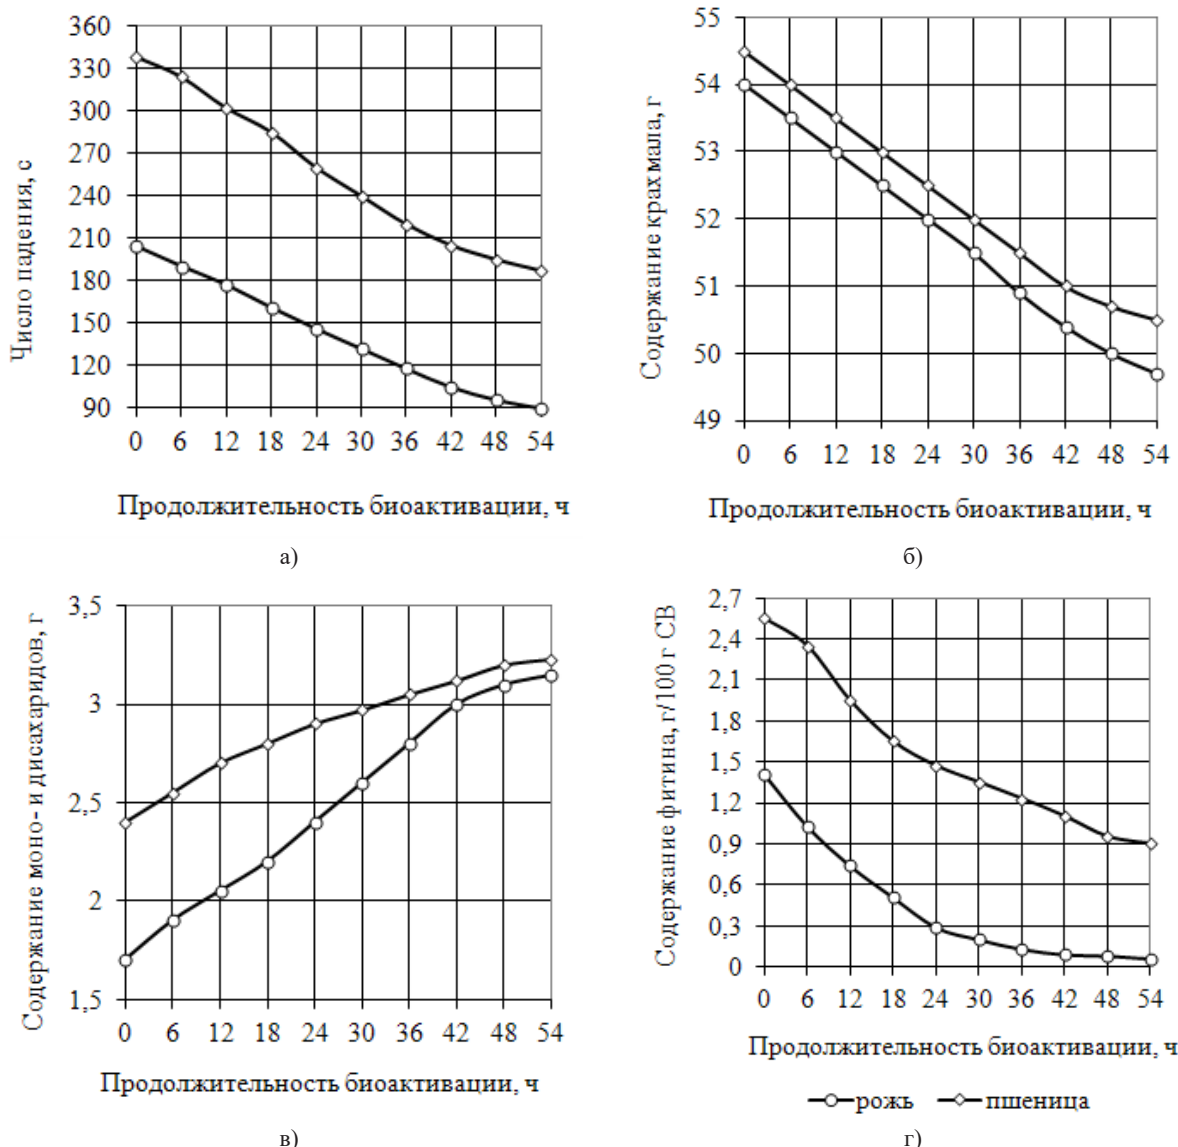 360
330
300
270
240
210
180
150
120
90
Число падения, с
0 6 12 18 24 30 36 42 48 54
Продолжительность биоактивации, ч
а)
55
54
53
52
51
50
49
Содержание крахмала, г
0 6 12 18 24 30 36 42 48 54
Продолжительность биоактивации, ч
б)
3,5
3
2,5
2
1,5
Содержание моно- и дисахаридов, г
0 6 12 18 24 30 36 42 48 54
Продолжительность биоактивации, ч
в)
2,7
2,4
2,1
1,8
1,5
1,2
0,9
0,6
0,3
0
Содержание фитина, г/100 г СВ
0 6 12 18 24 30 36 42 48 54
Продолжительность биоактивации, ч
рожь пшеница
г)